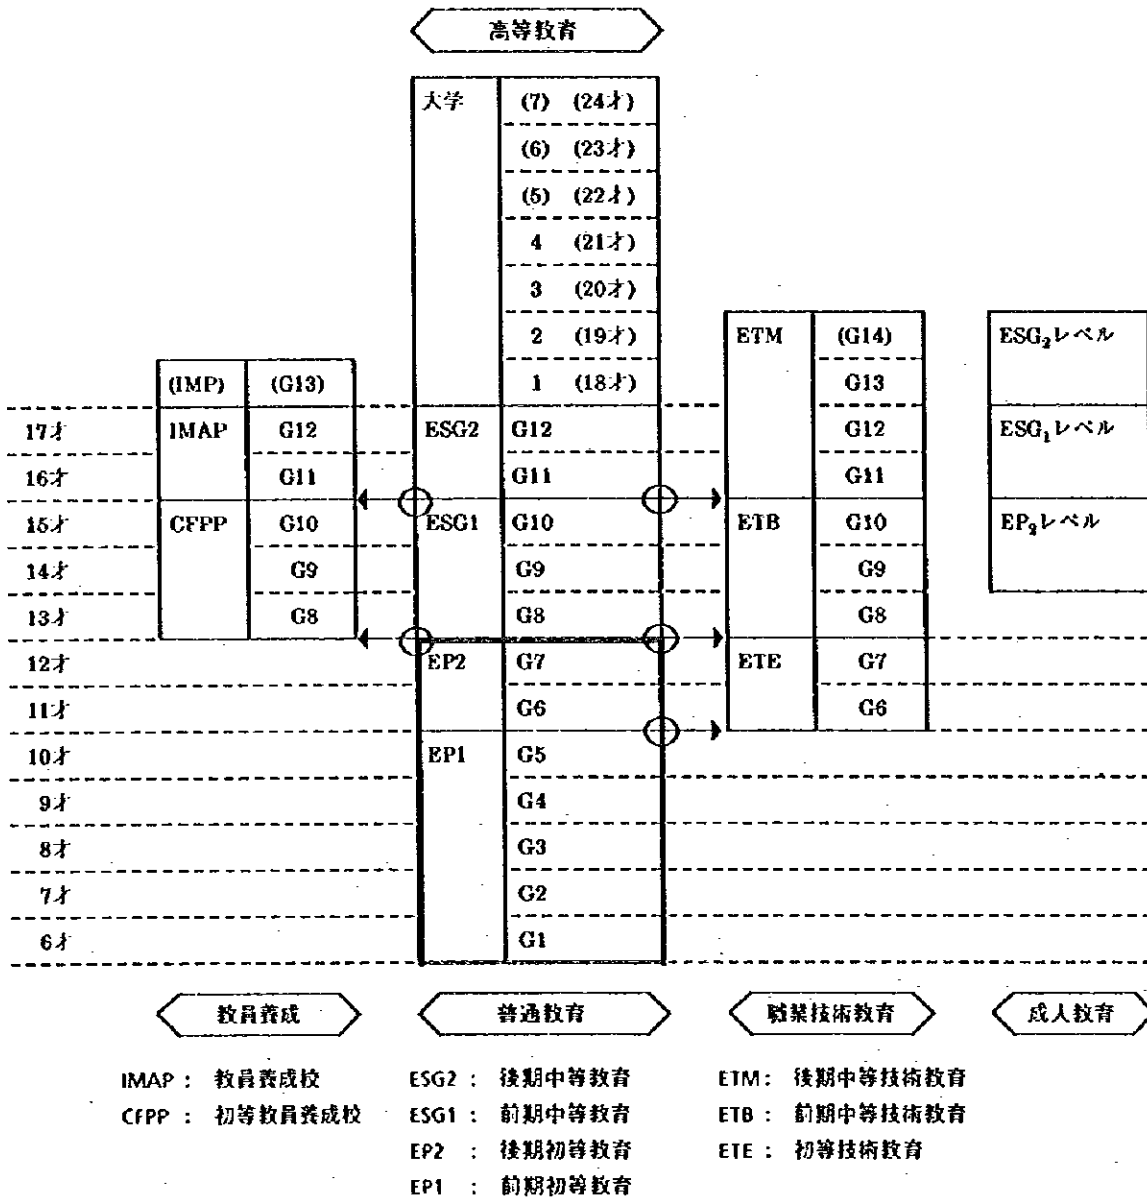 高等教育
大学 (7) (24才)
(6) (23才)
(5) (22才)
4 (21才)
3 (20才)
2 (19才) ETM (G14) ESG₂レベル
(IMP) (G13) 1 (18才) G13
17才 IMAP G12 ESG2 G12 G12 ESG₁レベル
16才 G11 G11 G11
15才 CFPP G10 ESG1 G10 ETB G10 EP₂レベル
14才 G9 G9 G9
13才 G8 G8 G8
12才 EP2 G7 ETE G7
11才 G6 G6
10才 EP1 G5
9才 G4
8才 G3
7才 G2
6才 G1
教員養成 普通教育 職業技術教育 成人教育
IMAP : 教員養成校 ESG2 : 後期中等教育 ETM : 後期中等技術教育
CFPP : 初等教員養成校 ESG1 : 前期中等教育 ETB : 前期中等技術教育
EP2 : 後期初等教育 ETE : 初等技術教育
EP1 : 前期初等教育